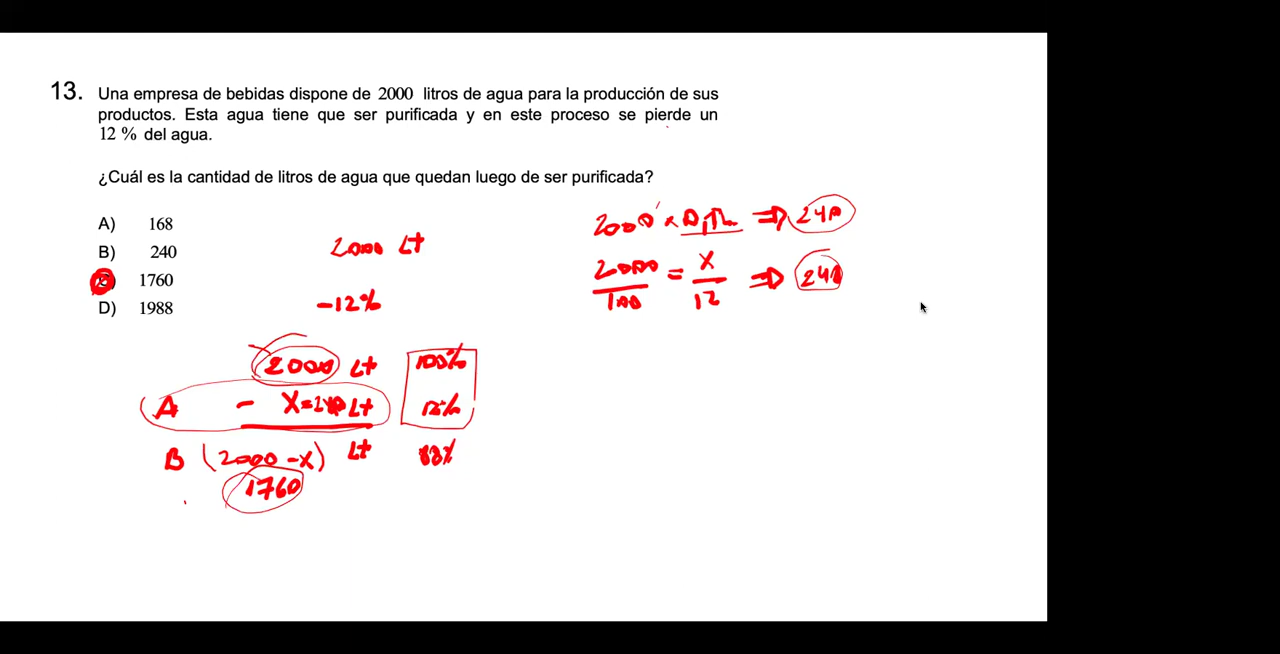 13. Una empresa de bebidas dispone de 2000 litros de agua para la producción de sus
productos. Esta agua tiene que ser purificada y en este proceso se pierde un
12 % del agua.
¿Cuál es la cantidad de litros de agua que quedan luego de ser purificada?
A) 168
B) 240
C) 1760
D) 1988
2000 Lt
-12%
2000 Lt 100%
A - X=240 Lt 12%
B (2000-X) Lt 88%
1760
2000 × 0,12 ⇒ 240
2000/100 = X/12 ⇒ 240